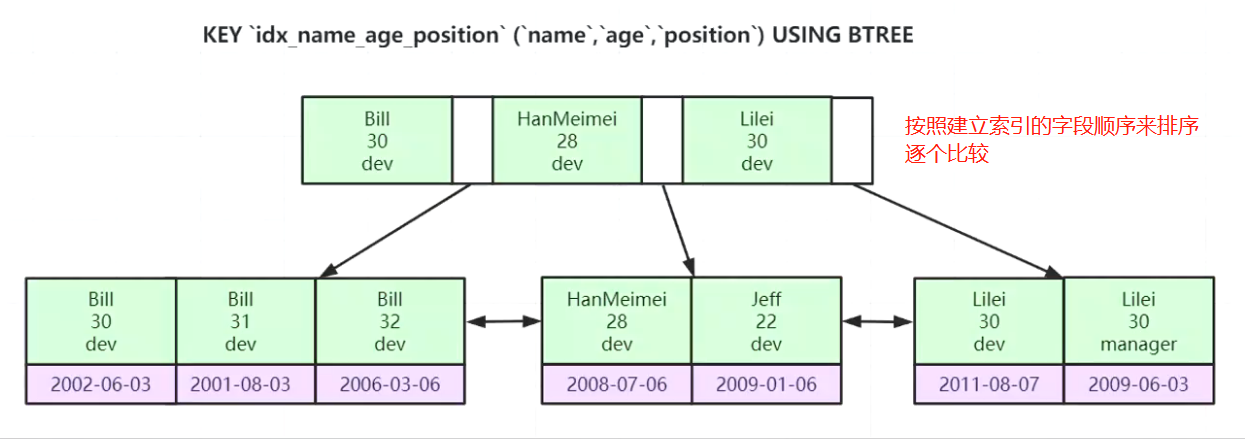 KEY `idx_name_age_position` (`name`,`age`,`position`) USING BTREE
Bill
30
dev
HanMeimei
28
dev
Lilei
30
dev
按照建立索引的字段顺序来排序
逐个比较
Bill
30
dev
2002-06-03
Bill
31
dev
2001-08-03
Bill
32
dev
2006-03-06
HanMeimei
28
dev
2008-07-06
Jeff
22
dev
2009-01-06
Lilei
30
dev
2011-08-07
Lilei
30
manager
2009-06-03